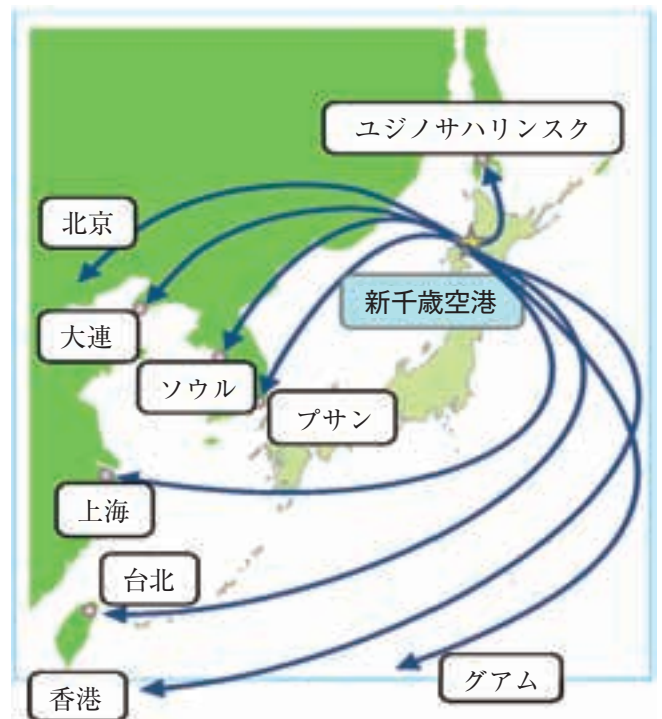 ユジノサハリンスク
北京
新千歳空港
大連
ソウル
プサン
上海
台北
グアム
香港